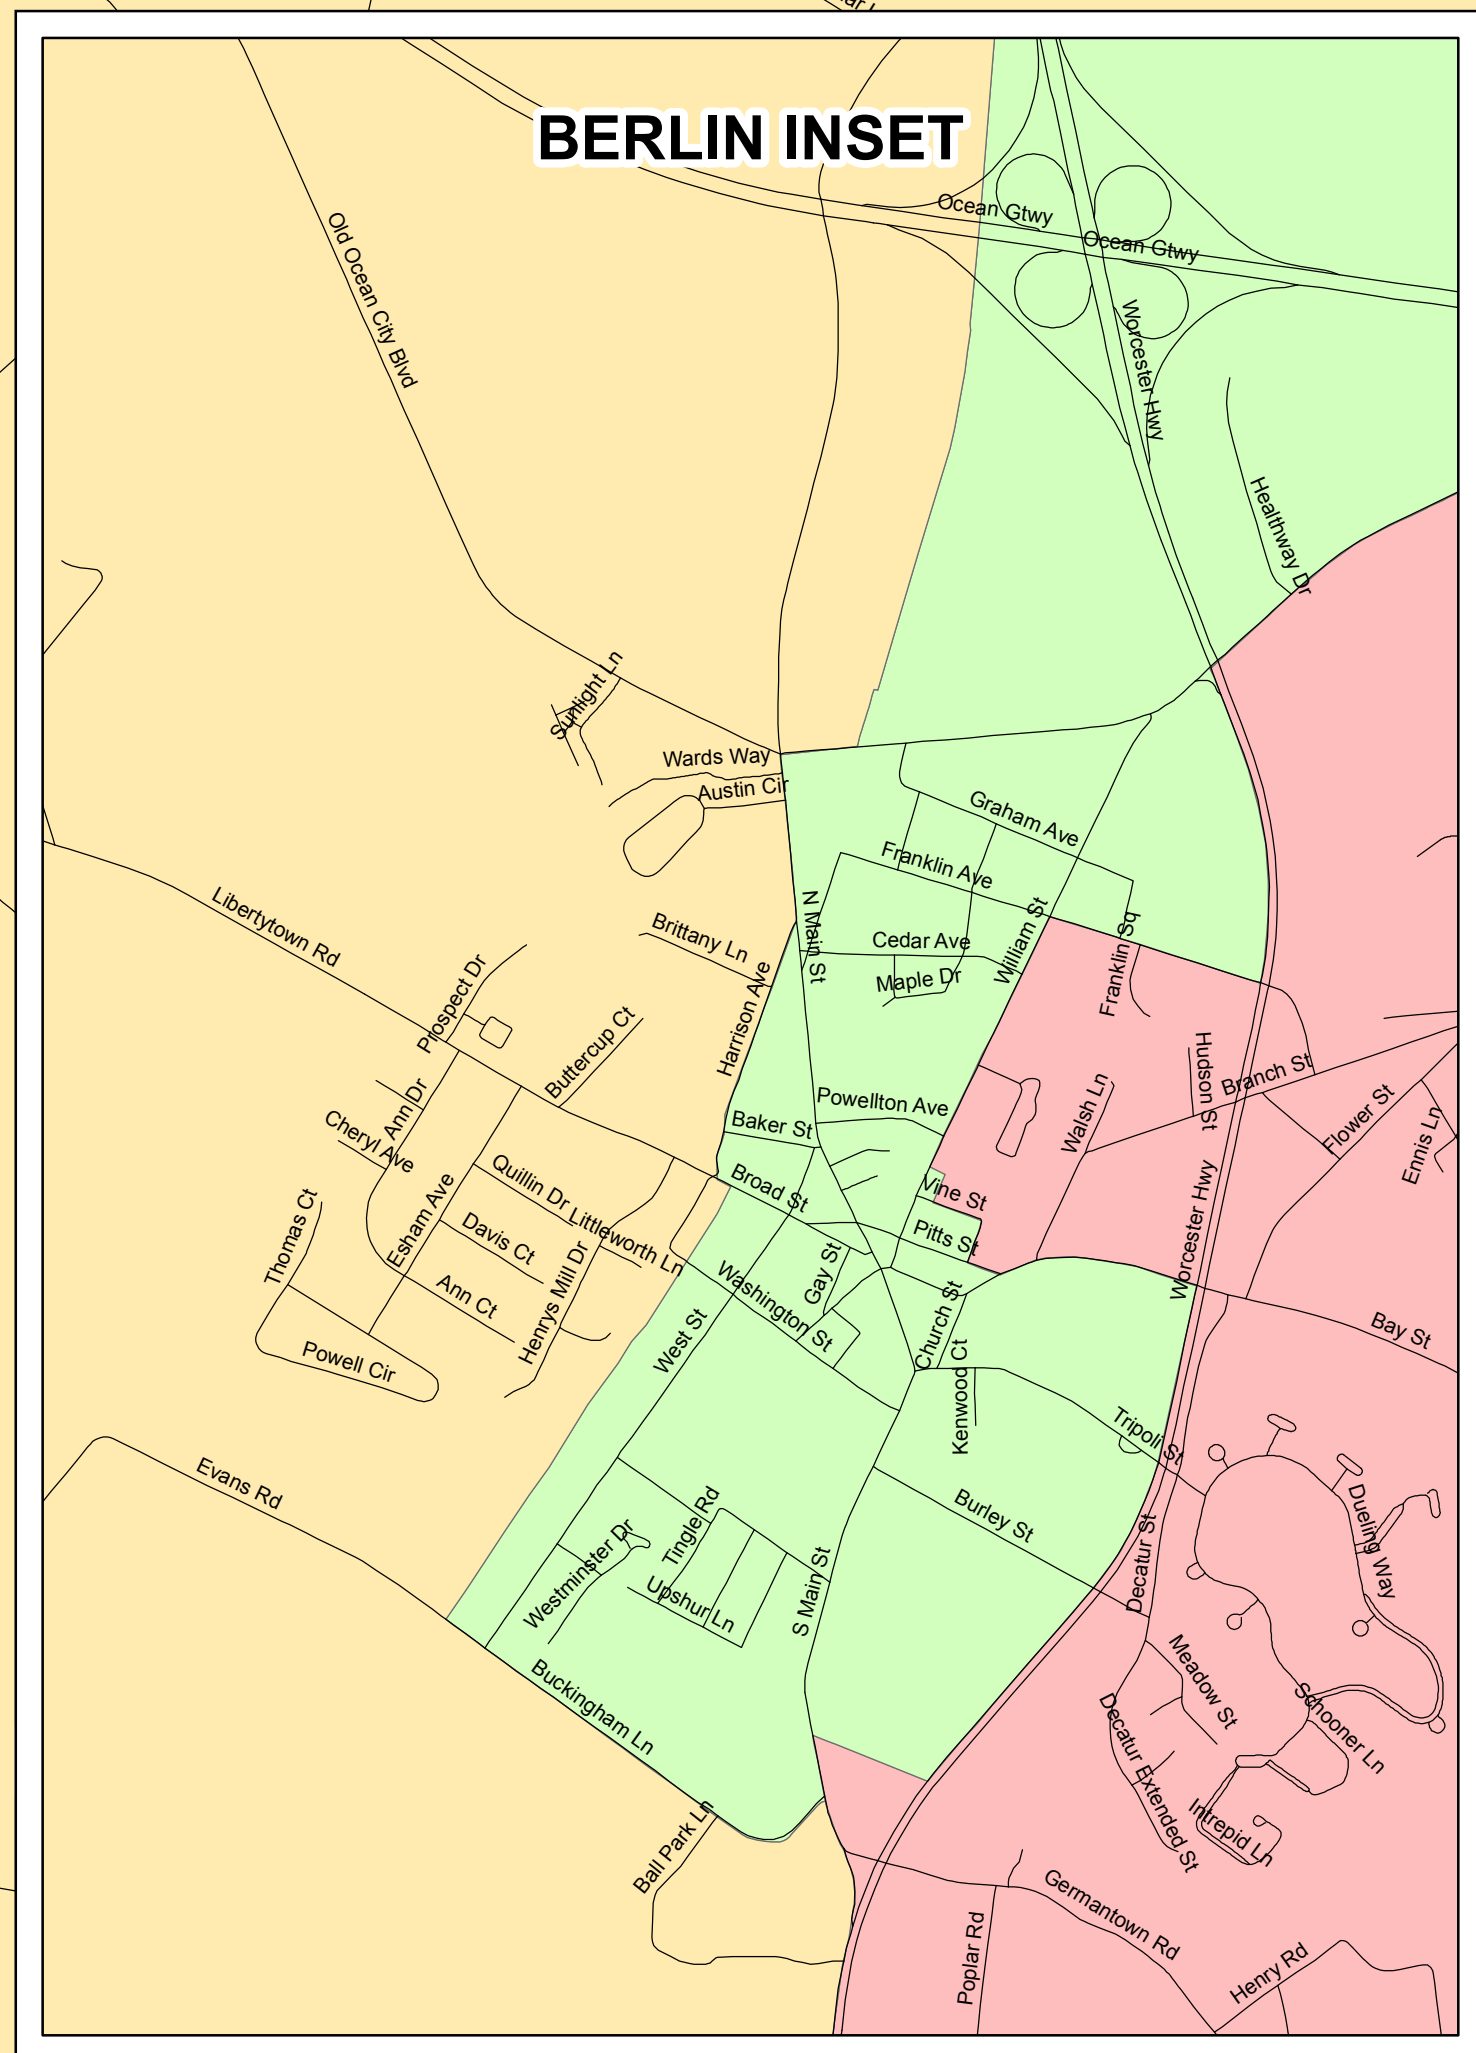 BERLIN INSET
Ocean Gtwy
Ocean Gtwy
Old Ocean City Blvd
Worcester Hwy
Healthway Dr
Sunlight Ln
Wards Way
Austin Cir
Graham Ave
Franklin Ave
Libertytown Rd
Brittany Ln
N Main St
Cedar Ave
William St
Franklin Sq
Maple Dr
Prospect Dr
Harrison Ave
Buttercup Ct
Hudson St
Branch St
Ann Dr
Powellton Ave
Walsh Ln
Flower St
Cheryl Ave
Baker St
Ennis Ln
Quillin Dr
Broad St
Vine St
Esham Ave
Thomas Ct
Davis Ct
Littleworth Ln
Pitts St
Worcester Hwy
Gay St
Ann Ct
Henrys Mill Dr
Washington St
Church St
Bay St
West St
Powell Cir
Kenwood Ct
Tripoli St
Evans Rd
Tingle Rd
Burley St
Dueling Way
Westminster Dr
Decatur St
Upshur Ln
S Main St
Meadow St
Buckingham Ln
Schooner Ln
Decatur Extended St
Intrepid Ln
Ball Park Ln
Germantown Rd
Poplar Rd
Henry Rd